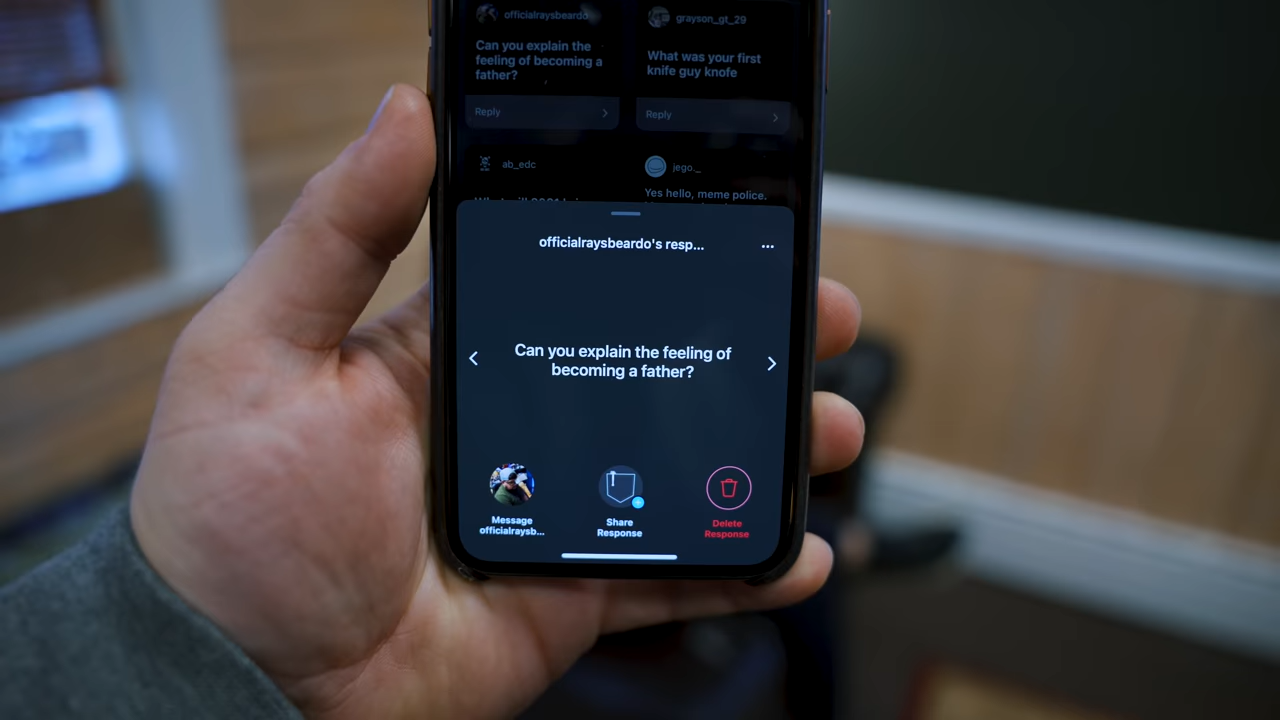 officialraysbeardo
grayson_gt_29
Can you explain the
feeling of becoming a
father?
What was your first
knife guy knofe
Reply
Reply
ab_edc
jego._
Yes hello, meme police.
officialraysbeardo's resp...
Can you explain the feeling of
becoming a father?
Message
officialraysb...
Share
Response
Delete
Response